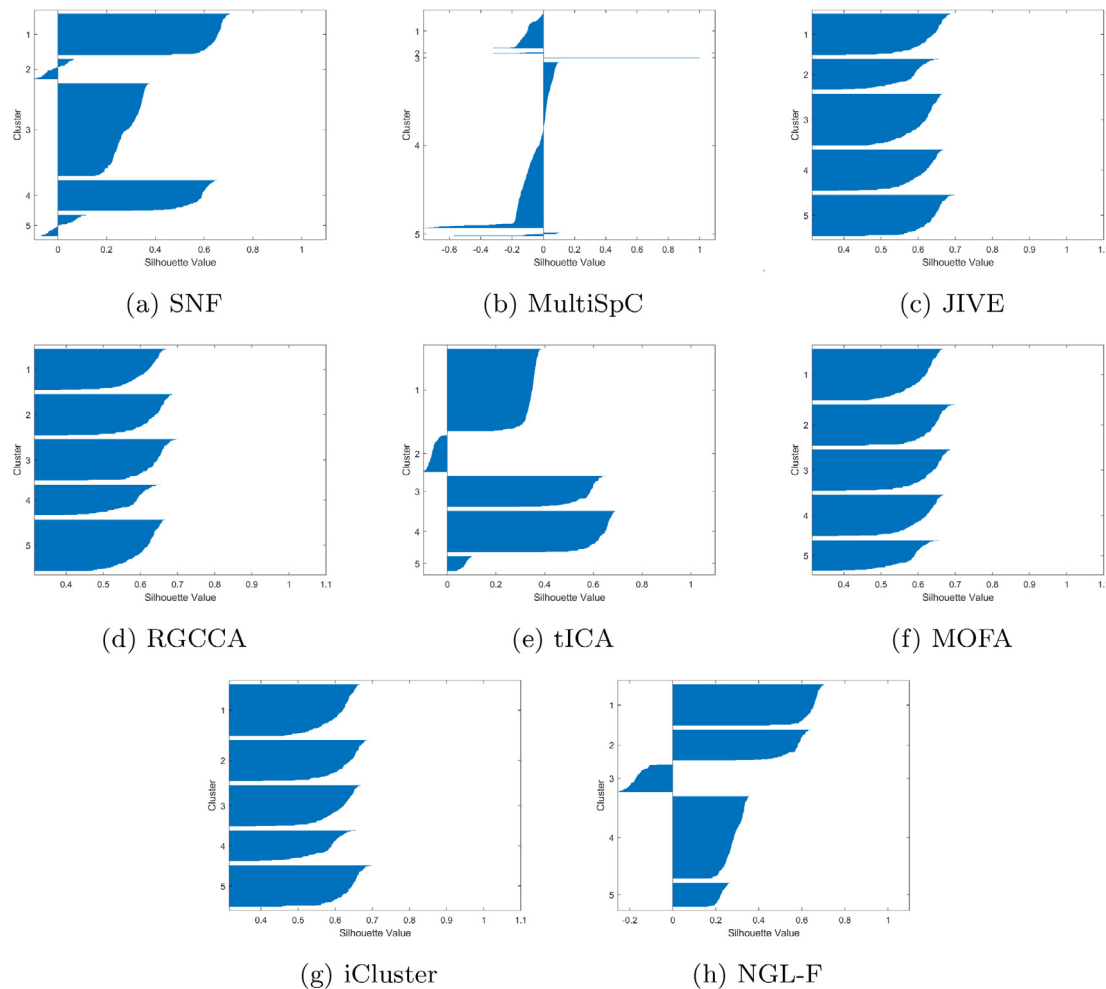 1
2
3
4
5
Cluster
0 0.2 0.4 0.6 0.8 1
Silhouette Value
(a) SNF
1
2
3
4
5
Cluster
-0.6 -0.4 -0.2 0 0.2 0.4 0.6 0.8 1
Silhouette Value
(b) MultiSpC
1
2
3
4
5
Cluster
0.4 0.5 0.6 0.7 0.8 0.9 1 1.
Silhouette Value
(c) JIVE
1
2
3
4
5
Cluster
0.4 0.5 0.6 0.7 0.8 0.9 1 1.1
Silhouette Value
(d) RGCCA
1
2
3
4
5
Cluster
0 0.2 0.4 0.6 0.8 1
Silhouette Value
(e) tICA
1
2
3
4
5
Cluster
0.4 0.5 0.6 0.7 0.8 0.9 1 1.
Silhouette Value
(f) MOFA
1
2
3
4
5
Cluster
0.4 0.5 0.6 0.7 0.8 0.9 1 1.1
Silhouette Value
(g) iCluster
1
2
3
4
5
Cluster
-0.2 0 0.2 0.4 0.6 0.8 1
Silhouette Value
(h) NGL-F